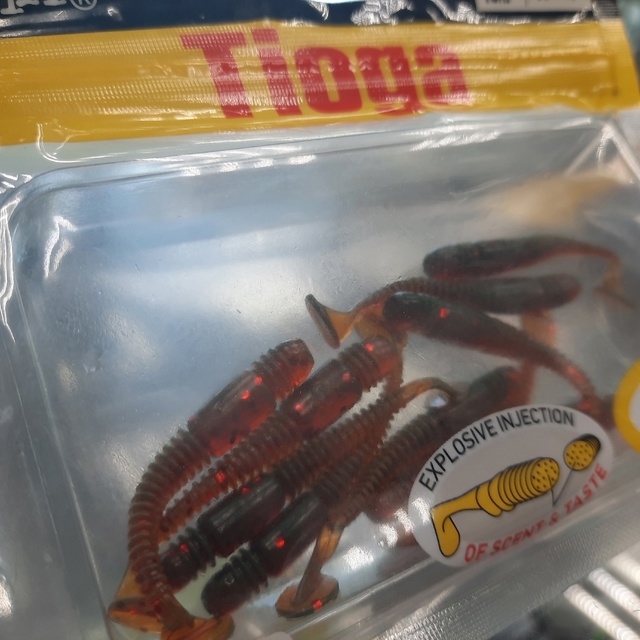 Tioga
EXPLOSIVE INJECTION
OF SCENT & TASTE